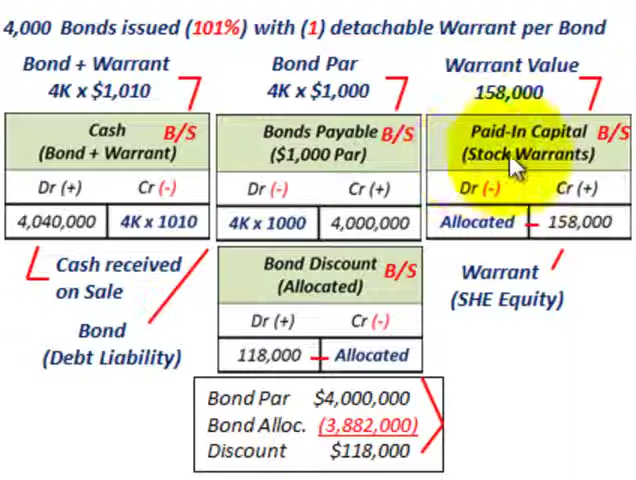 4,000 Bonds issued (101%) with (1) detachable Warrant per Bond
Bond + Warrant
4K x $1,010
Bond Par
4K x $1,000
Warrant Value
158,000
Cash B/S
(Bond + Warrant)
Dr (+) Cr (-)
4,040,000 4K x 1010
Bonds Payable B/S
($1,000 Par)
Dr (-) Cr (+)
4K x 1000 4,000,000
Paid-In Capital B/S
(Stock Warrants)
Dr (-) Cr (+)
Allocated 158,000
Cash received
on Sale
Bond
(Debt Liability)
Bond Discount B/S
(Allocated)
Dr (+) Cr (-)
118,000 Allocated
Warrant
(SHE Equity)
Bond Par $4,000,000
Bond Alloc. (3,882,000)
Discount $118,000